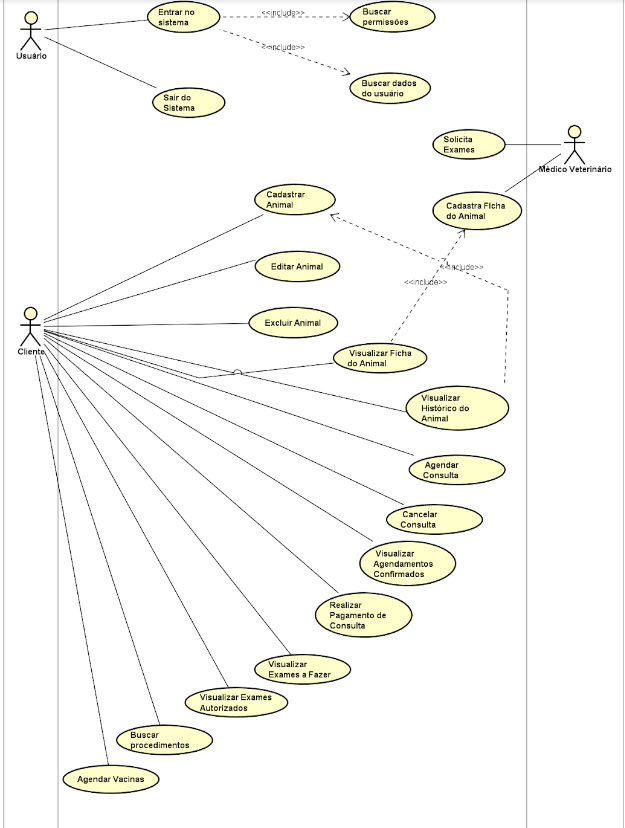 Entrar no
sistema
<<include>>
Buscar
permissões
Usuário
<<include>>
Buscar dados
do usuário
Sair do
Sistema
Solicita
Exames
Médico Veterinário
Cadastrar
Animal
Cadastra Ficha
do Animal
Editar Animal
<<include>>
<<include>>
Excluir Animal
Cliente
Visualizar Ficha
do Animal
Visualizar
Histórico do
Animal
Agendar
Consulta
Cancelar
Consulta
Visualizar
Agendamentos
Confirmados
Realizar
Pagamento de
Consulta
Visualizar
Exames a Fazer
Visualizar Exames
Autorizados
Buscar
procedimentos
Agendar Vacinas